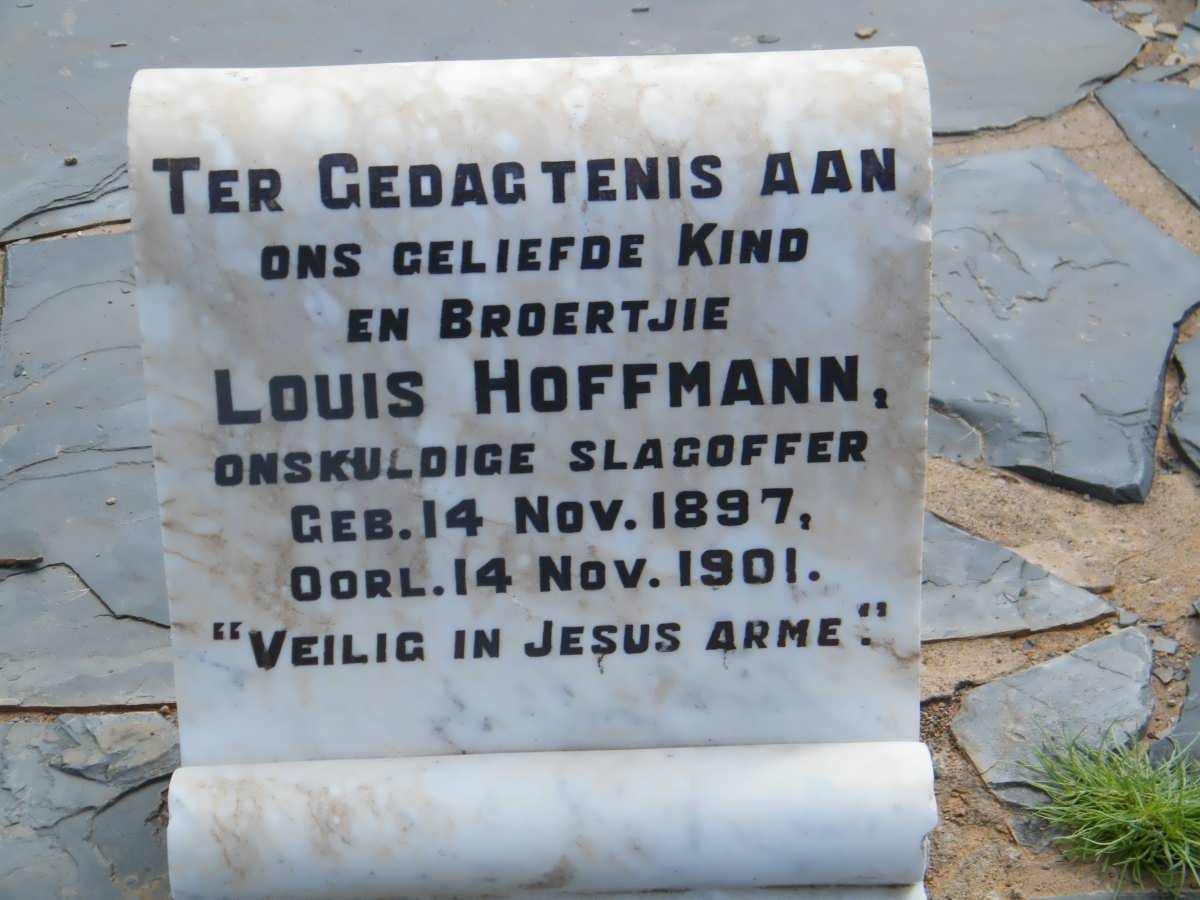 TER GEDAGTENIS AAN
ONS GELIEFDE KIND
EN BROERTJIE
LOUIS HOFFMANN,
ONSKULDIGE SLAGOFFER
GEB. 14 NOV. 1897,
OORL. 14 NOV. 1901.
"VEILIG IN JESUS ARME."